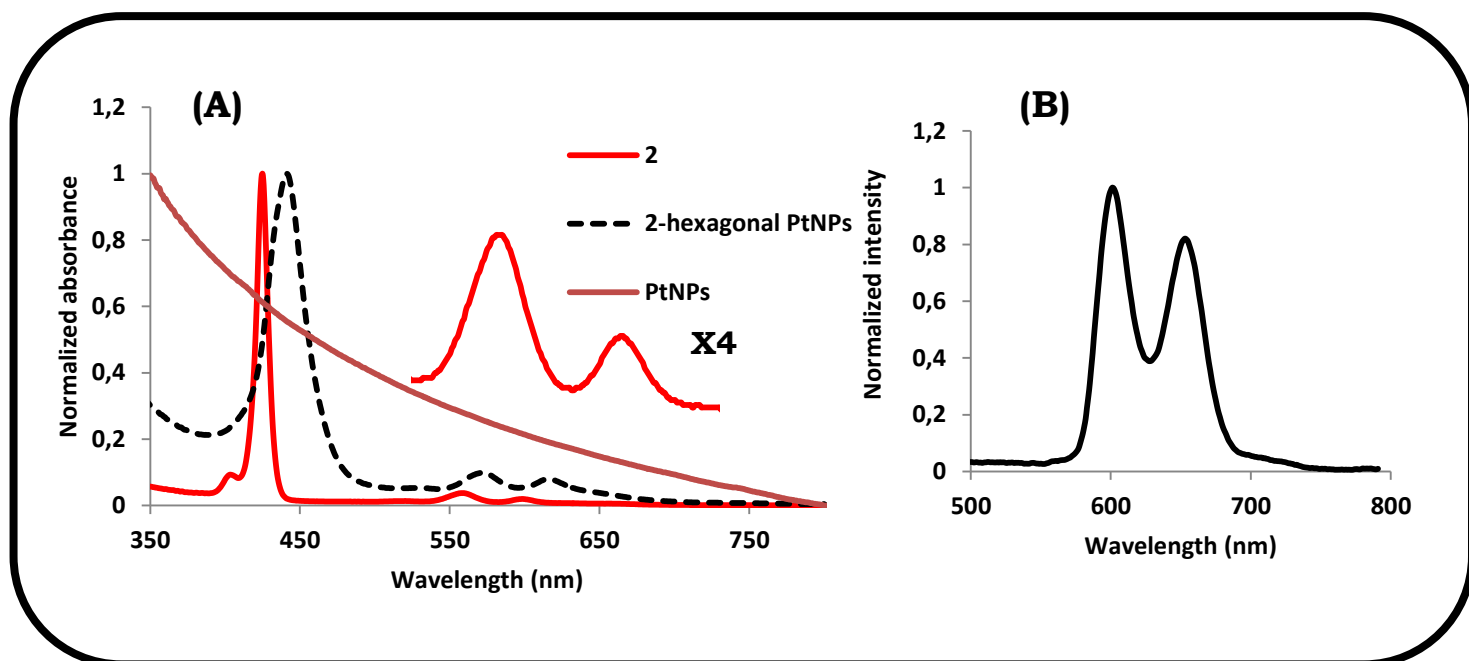 (A)
1,2
1
0,8
0,6
0,4
0,2
0
350
450
550
650
750
Normalized absorbance
Wavelength (nm)
2
2-hexagonal PtNPs
PtNPs
X4
(B)
1,2
1
0,8
0,6
0,4
0,2
0
500
600
700
800
Normalized intensity
Wavelength (nm)